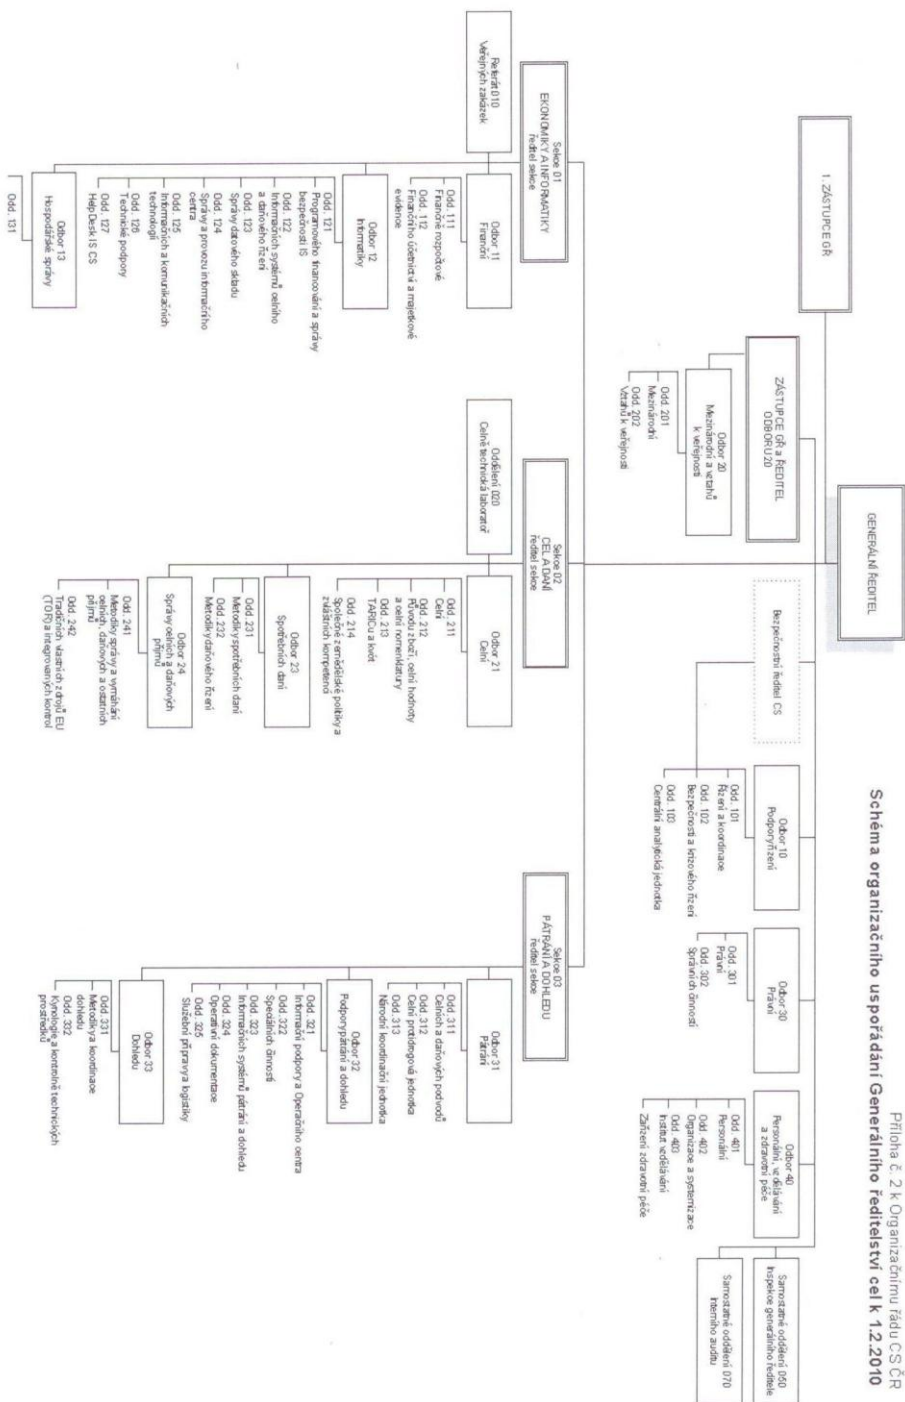 Příloha č. 2 k Organizačnímu řádu CS ČR
Schéma organizačního uspořádání Generálního ředitelství cel k 1.2.2010
GENERÁLNÍ ŘEDITEL
1. ZÁSTUPCE GŘ
ZÁSTUPCE GŘ a ŘEDITEL
ODBORU 20
Odbor 20
Mezinárodní a vztahů
k veřejnosti
Odd. 201
Mezinárodní
Odd. 202
Vztahů k veřejnosti
Bezpečnostní ředitel CS
Odbor 10
Podpory řízení
Odd. 101
Řízení a koordinace
Odd. 102
Bezpečnosti a krizového řízení
Odd. 103
Centrální analytická jednotka
Odbor 30
Právní
Odd. 301
Právní
Odd. 302
Správních činností
Odbor 40
Personální, vzdělávání
a zdravotní péče
Odd. 401
Personální
Odd. 402
Organizace a systemizace
Odd. 403
Institut vzdělávání
Zařízení zdravotní péče
Samostatné oddělení 050
Inspekce generálního ředitele
Samostatné oddělení 070
Interního auditu
Sekce 01
EKONOMIKY A INFORMATIKY
ředitel sekce
Referát 010
Veřejných zakázek
Odbor 11
Finanční
Odd. 111
Finančně rozpočtové
Odd. 112
Finančního účetnictví a majetkové
evidence
Odbor 12
Informatiky
Odd. 121
Programového financování a správy
bezpečnosti IS
Odd. 122
Informačních systémů celního
a daňového řízení
Odd. 123
Správy datového skladu
Odd. 124
Správy a provozu informačního
centra
Odd. 125
Informačních a komunikačních
technologií
Odd. 126
Technické podpory
Odd. 127
Help Desk IS CS
Odbor 13
Hospodářské správy
Odd. 131
Sekce 02
CEL A DANÍ
ředitel sekce
Oddělení 020
Celně technická laboratoř
Odbor 21
Celní
Odd. 211
Celní
Odd. 212
Původu zboží, celní hodnoty
a celní nomenklatury
Odd. 213
TARICu a kvót
Odd. 214
Společné zemědělské politiky a
zvláštních kompetencí
Odbor 23
Spotřebních daní
Odd. 231
Metodiky spotřebních daní
Odd. 232
Metodiky daňového řízení
Odbor 24
Správy celních a daňových
příjmů
Odd. 241
Metodiky správy a vymáhání
celních, daňových a ostatních
příjmů
Odd. 242
Tradičních vlastních zdrojů EU
(TOR) a integrovaných kontrol
Sekce 03
PÁTRÁNÍ A DOHLEDU
ředitel sekce
Odbor 31
Pátrání
Odd. 311
Celních a daňových podvodů
Odd. 312
Celní protidrogová jednotka
Odd. 313
Národní koordinační jednotka
Odbor 32
Podpory pátrání a dohledu
Odd. 321
Informační podpory a Operačního centra
Odd. 322
Speciálních činností
Odd. 323
Informačních systémů pátrání a dohledu
Odd. 324
Operativní dokumentace
Odd. 325
Služební přípravy a logistiky
Odbor 33
Dohledu
Odd. 331
Metodiky a koordinace
dohledu
Odd. 332
Kynologie a kontrolně technických
prostředků